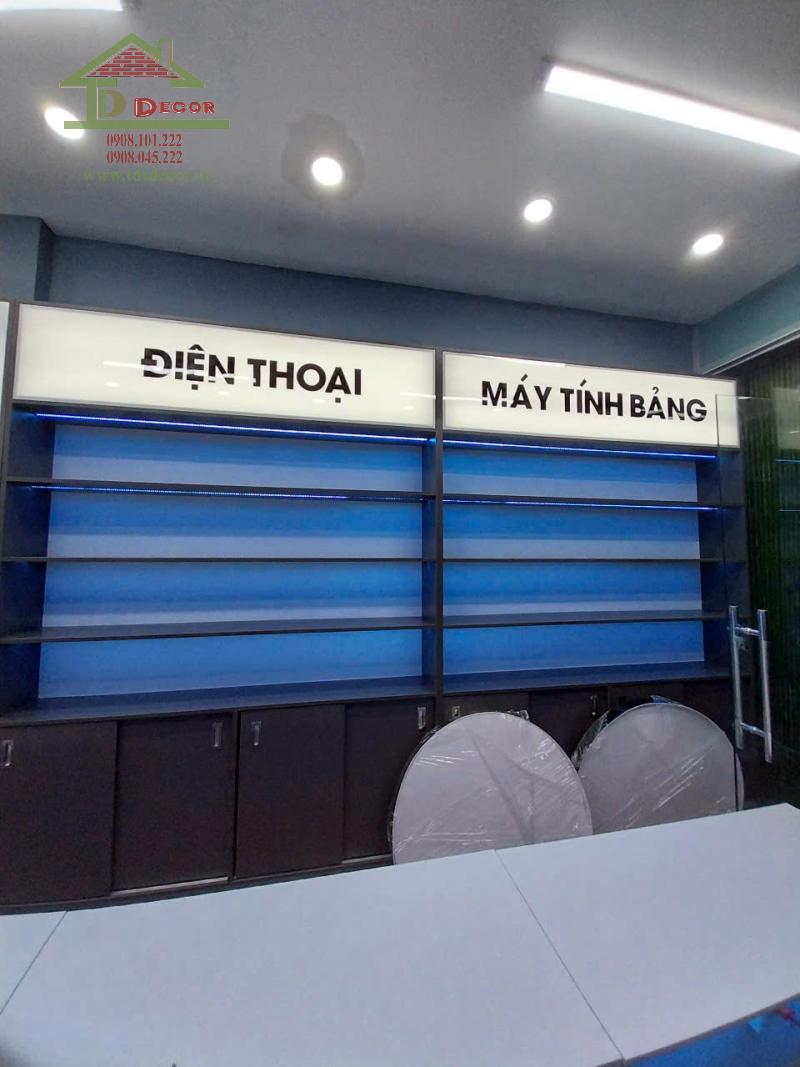 D DECOR
0908.101.222
0908.045.222
ĐIỆN THOẠI
MÁY TÍNH BẢNG